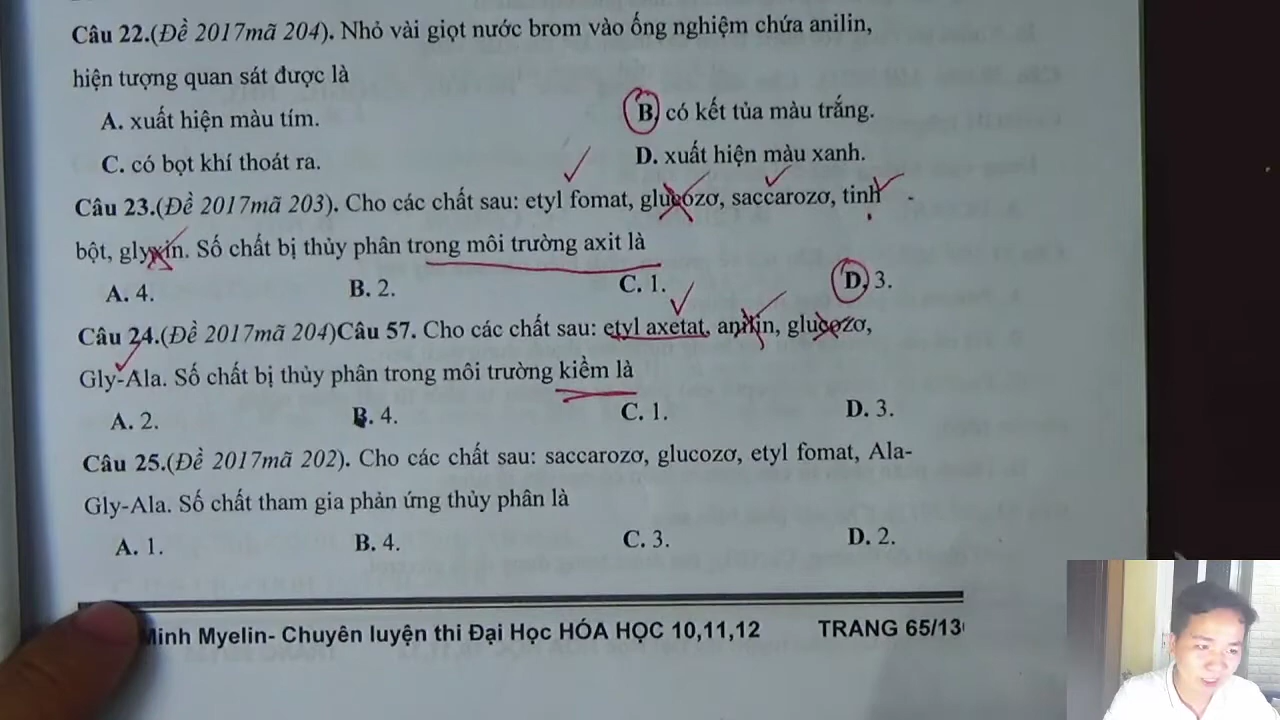 Câu 22.(Đề 2017mã 204). Nhỏ vài giọt nước brom vào ống nghiệm chứa anilin,
hiện tượng quan sát được là
A. xuất hiện màu tím. B. có kết tủa màu trắng.
C. có bọt khí thoát ra. D. xuất hiện màu xanh.
Câu 23.(Đề 2017mã 203). Cho các chất sau: etyl fomat, glucozơ, saccarozơ, tinh
bột, glyxin. Số chất bị thủy phân trong môi trường axit là
A. 4. B. 2. C. 1. D. 3.
Câu 24.(Đề 2017mã 204)Câu 57. Cho các chất sau: etyl axetat, anilin, glucozơ,
Gly-Ala. Số chất bị thủy phân trong môi trường kiềm là
A. 2. B. 4. C. 1. D. 3.
Câu 25.(Đề 2017mã 202). Cho các chất sau: saccarozơ, glucozơ, etyl fomat, Ala-
Gly-Ala. Số chất tham gia phản ứng thủy phân là
A. 1. B. 4. C. 3. D. 2.
Minh Myelin- Chuyên luyện thi Đại Học HÓA HỌC 10,11,12 TRANG 65/13